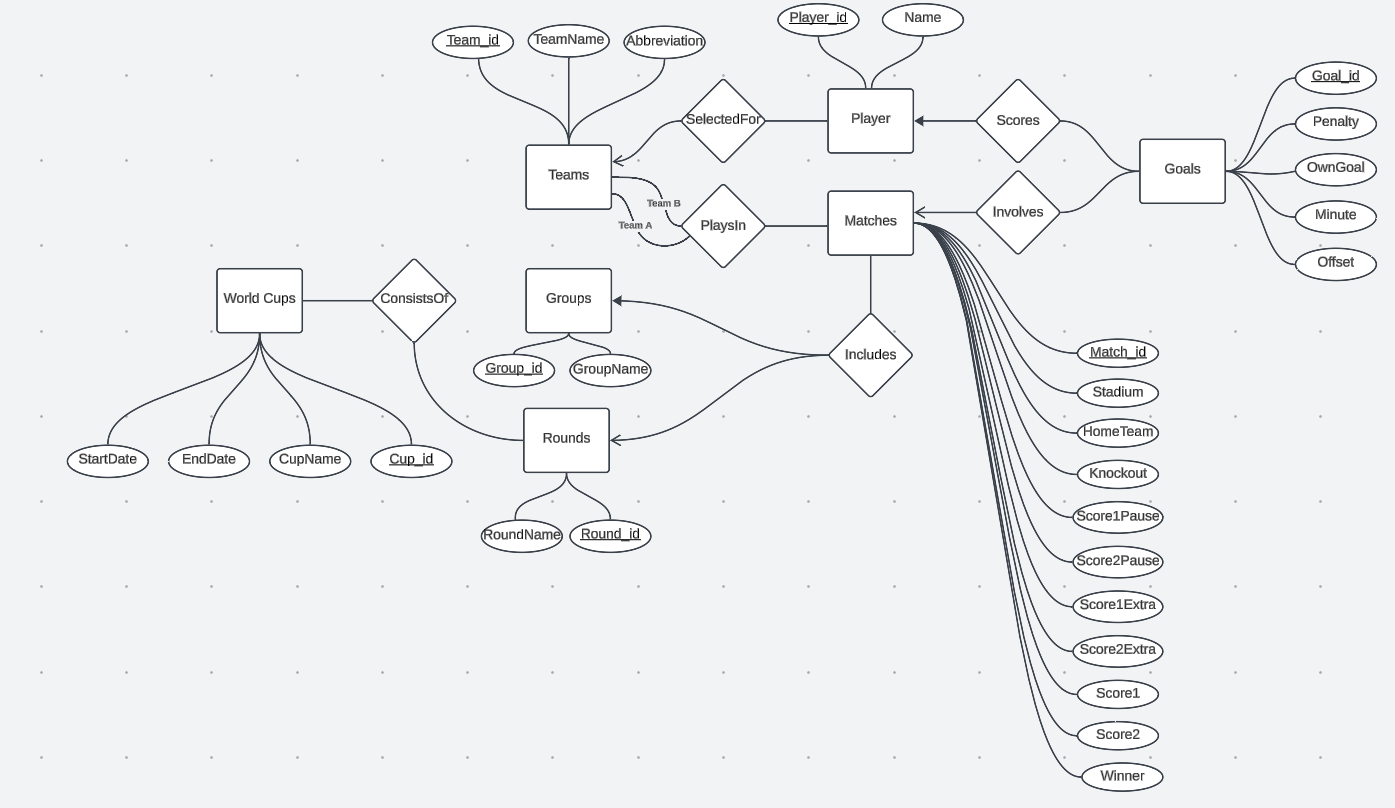 Player_id
Name
Team_id
TeamName
Abbreviation
Goal_id
SelectedFor
Player
Scores
Penalty
Goals
OwnGoal
Teams
Team B
Team A
PlaysIn
Matches
Involves
Minute
Offset
World Cups
ConsistsOf
Groups
Includes
Match_id
Group_id
GroupName
Stadium
HomeTeam
Rounds
StartDate
EndDate
CupName
Cup_id
Knockout
Score1Pause
RoundName
Round_id
Score2Pause
Score1Extra
Score2Extra
Score1
Score2
Winner